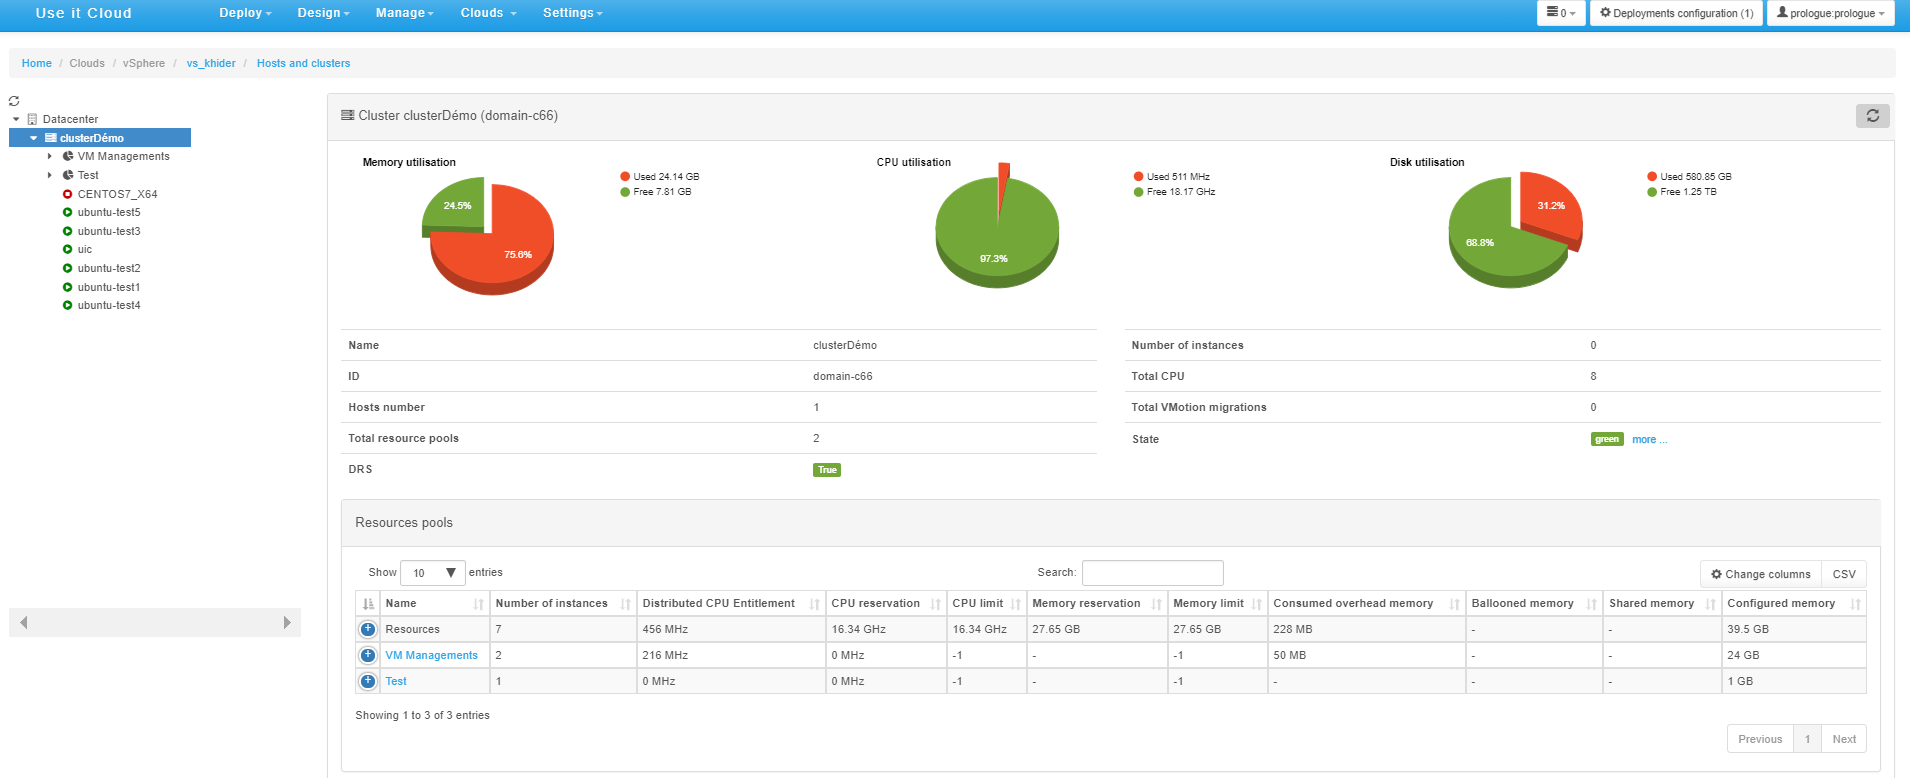 Use it Cloud Deploy Design Manage Clouds Settings 0 Deployments configuration (1) prologue:prologue
Home / Clouds / vSphere / vs_khider / Hosts and clusters
Datacenter
clusterDémo
VM Managements
Test
CENTOS7_X64
ubuntu-test5
ubuntu-test3
uic
ubuntu-test2
ubuntu-test1
ubuntu-test4
Cluster clusterDémo (domain-c66)
Memory utilisation
Used 24.14 GB
Free 7.81 GB
24.5%
75.6%
CPU utilisation
Used 511 MHz
Free 18.17 GHz
97.3%
Disk utilisation
Used 580.85 GB
Free 1.25 TB
31.2%
68.8%
Name clusterDémo
ID domain-c66
Hosts number 1
Total resource pools 2
DRS True
Number of instances 0
Total CPU 8
Total VMotion migrations 0
State green more ...
Resources pools
Show 10 entries Search: Change columns CSV
Name Number of instances Distributed CPU Entitlement CPU reservation CPU limit Memory reservation Memory limit Consumed overhead memory Ballooned memory Shared memory Configured memory
Resources 7 456 MHz 16.34 GHz 16.34 GHz 27.65 GB 27.65 GB 228 MB - - 39.5 GB
VM Managements 2 216 MHz 0 MHz -1 - -1 50 MB - - 24 GB
Test 1 0 MHz 0 MHz -1 - -1 - - - 1 GB
Showing 1 to 3 of 3 entries
Previous 1 Next